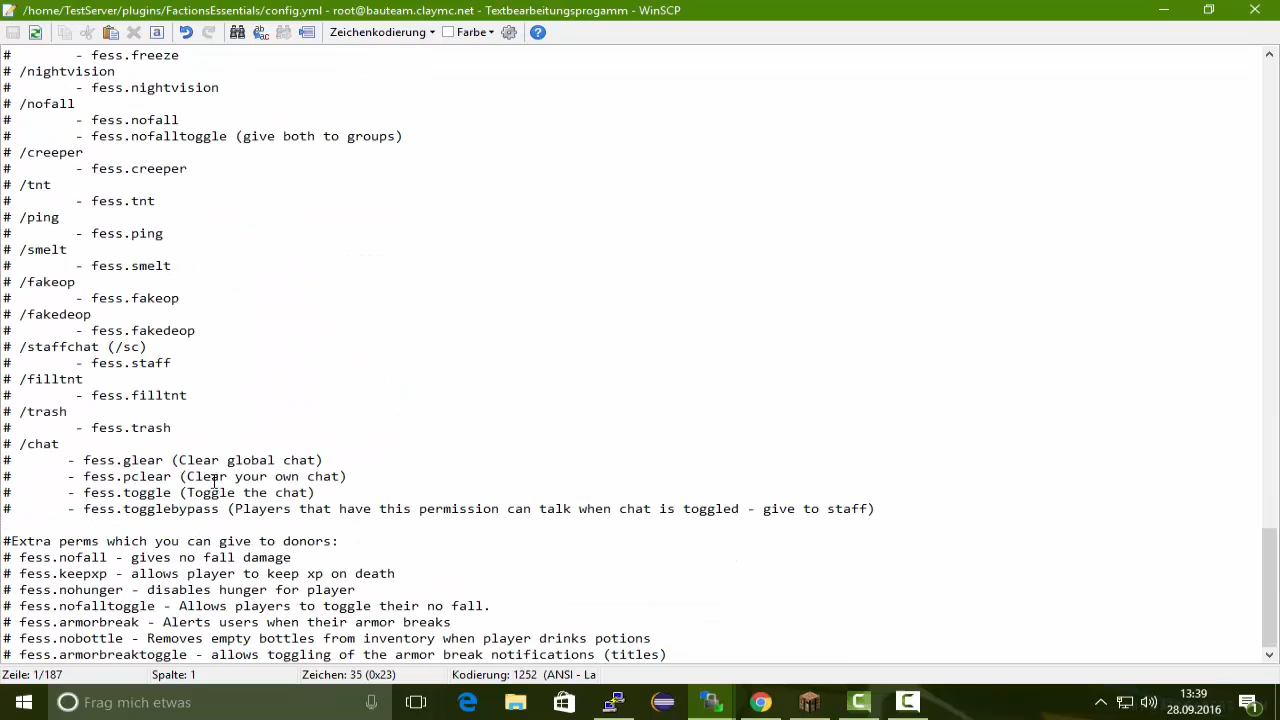 /home/TestServer/plugins/FactionsEssentials/config.yml - root@bauteam.claymc.net - Textbearbeitungsprogamm - WinSCP
Zeichenkodierung Farbe
# - fess.freeze
# /nightvision
# - fess.nightvision
# /nofall
# - fess.nofall
# - fess.nofalltoggle (give both to groups)
# /creeper
# - fess.creeper
# /tnt
# - fess.tnt
# /ping
# - fess.ping
# /smelt
# - fess.smelt
# /fakeop
# - fess.fakeop
# /fakedeop
# - fess.fakedeop
# /staffchat (/sc)
# - fess.staff
# /filltnt
# - fess.filltnt
# /trash
# - fess.trash
# /chat
# - fess.glear (Clear global chat)
# - fess.pclear (Clear your own chat)
# - fess.toggle (Toggle the chat)
# - fess.togglebypass (Players that have this permission can talk when chat is toggled - give to staff)
#Extra perms which you can give to donors:
# fess.nofall - gives no fall damage
# fess.keepxp - allows player to keep xp on death
# fess.nohunger - disables hunger for player
# fess.nofalltoggle - Allows players to toggle their no fall.
# fess.armorbreak - Alerts users when their armor breaks
# fess.nobottle - Removes empty bottles from inventory when player drinks potions
# fess.armorbreaktoggle - allows toggling of the armor break notifications (titles)
Zeile: 1/187 Spalte: 1 Zeichen: 35 (0x23) Kodierung: 1252 (ANSI - La
Frag mich etwas
13:39
28.09.2016
1